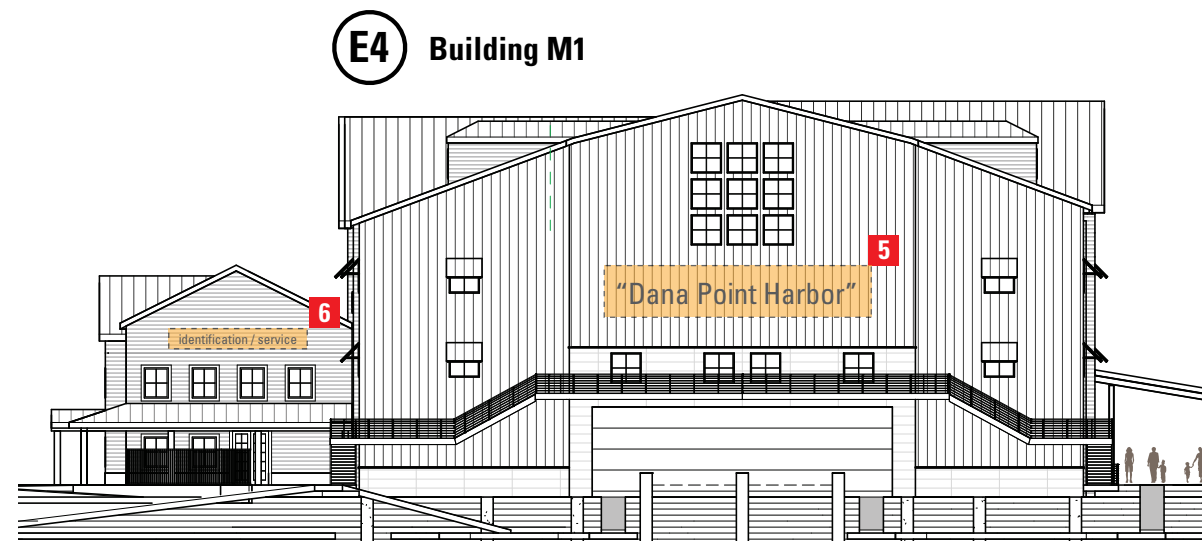 E4 Building M1
5
“Dana Point Harbor”
6
identification / service